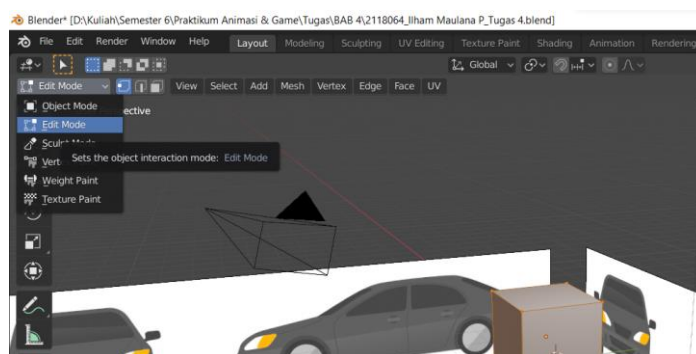 Blender* [D:\Kuliah\Semester 6\Praktikum Animasi & Game\Tugas\BAB 4\2118064_Ilham Maulana P_Tugas 4.blend]
File Edit Render Window Help Layout Modeling Sculpting UV Editing Texture Paint Shading Animation Rendering
Global
Edit Mode View Select Add Mesh Vertex Edge Face UV
Object Mode ective
Edit Mode
Sculpt Mode
Vert Sets the object interaction mode: Edit Mode
Weight Paint
Texture Paint